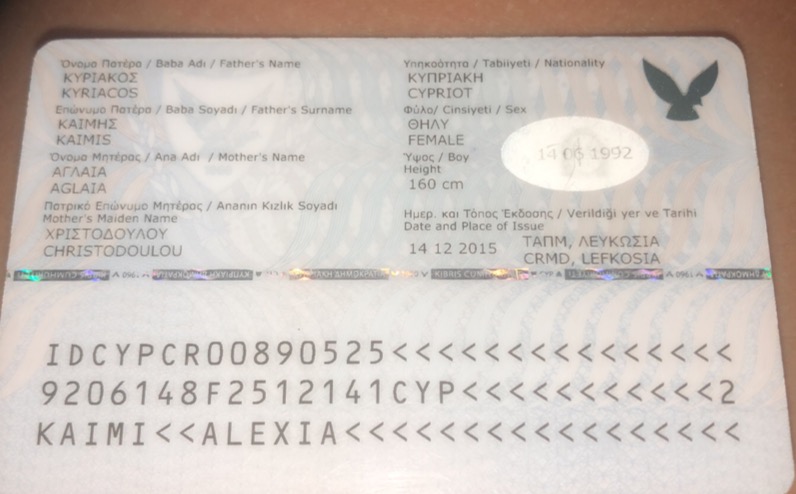 Όνομα Πατέρα / Baba Adı / Father's Name
ΚΥΡΙΑΚΟΣ
KYRIACOS
Επώνυμο Πατέρα / Baba Soyadı / Father's Surname
ΚΑΙΜΗΣ
KAIMIS
Όνομα Μητέρας / Ana Adı / Mother's Name
ΑΓΛΑΙΑ
AGLAIA
Πατρικό Επώνυμο Μητέρας / Ananın Kızlık Soyadi
Mother's Maiden Name
ΧΡΙΣΤΟΔΟΥΛΟΥ
CHRISTODOULOU
Υπηκοότητα / Tabiiyeti / Nationality
ΚΥΠΡΙΑΚΗ
CYPRIOT
Φύλο / Cinsiyeti / Sex
ΘΗΛΥ
FEMALE
Ύψος / Boy
Height
160 cm
14 06 1992
Ημερ. και Τόπος Έκδοσης / Verildiği yer ve Tarihi
Date and Place of Issue
14 12 2015
ΤΑΠΜ, ΛΕΥΚΩΣΙΑ
CRMD, LEFKOSIA
IDCYPCR00890525<<<<<<<<<<<<<<<
9206148F2512141CYP<<<<<<<<<<<2
KAIMI<<ALEXIA<<<<<<<<<<<<<<<<<